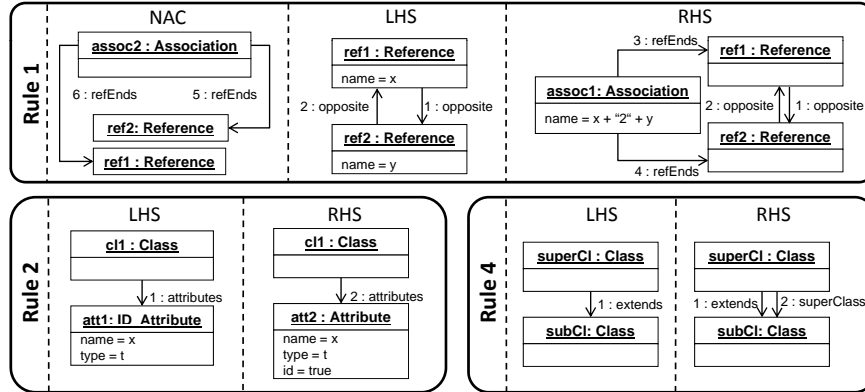 Rule 1
NAC
assoc2 : Association
6 : refEnds
5 : refEnds
ref2: Reference
ref1 : Reference
LHS
ref1 : Reference
name = x
2 : opposite
1 : opposite
ref2 : Reference
name = y
RHS
3 : refEnds
ref1 : Reference
assoc1: Association
name = x + “2“ + y
2 : opposite
1 : opposite
ref2 : Reference
4 : refEnds
Rule 2
LHS
cl1 : Class
1 : attributes
att1: ID_Attribute
name = x
type = t
RHS
cl1 : Class
2 : attributes
att2 : Attribute
name = x
type = t
id = true
Rule 4
LHS
superCl : Class
1 : extends
subCl: Class
RHS
superCl : Class
1 : extends
2 : superClass
subCl: Class